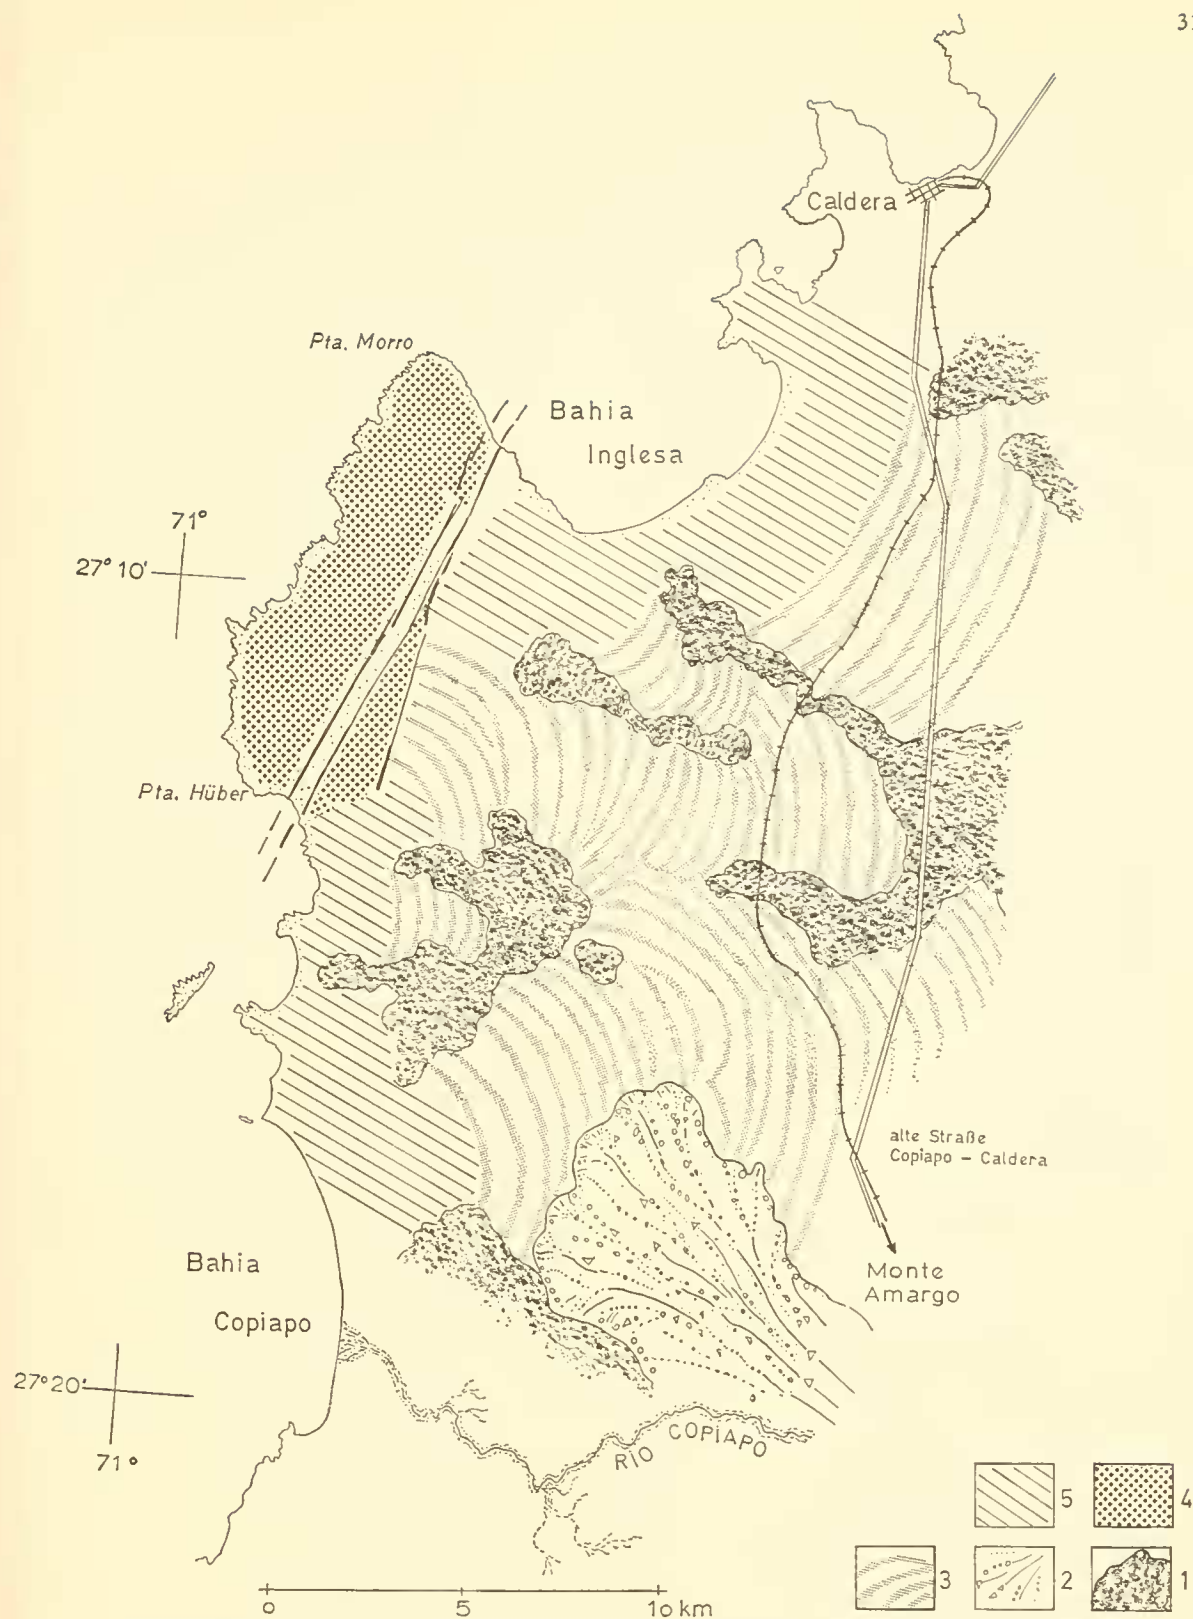 Caldera
Pta. Morro
Bahia
Inglesa
71°
27° 10'
Pta. Hüber
alte Straße
Copiapo – Caldera
Monte
Amargo
Bahia
Copiapo
27° 20'
71°
RIO COPIAPO
5 4
3 2 1
0 5 10 km